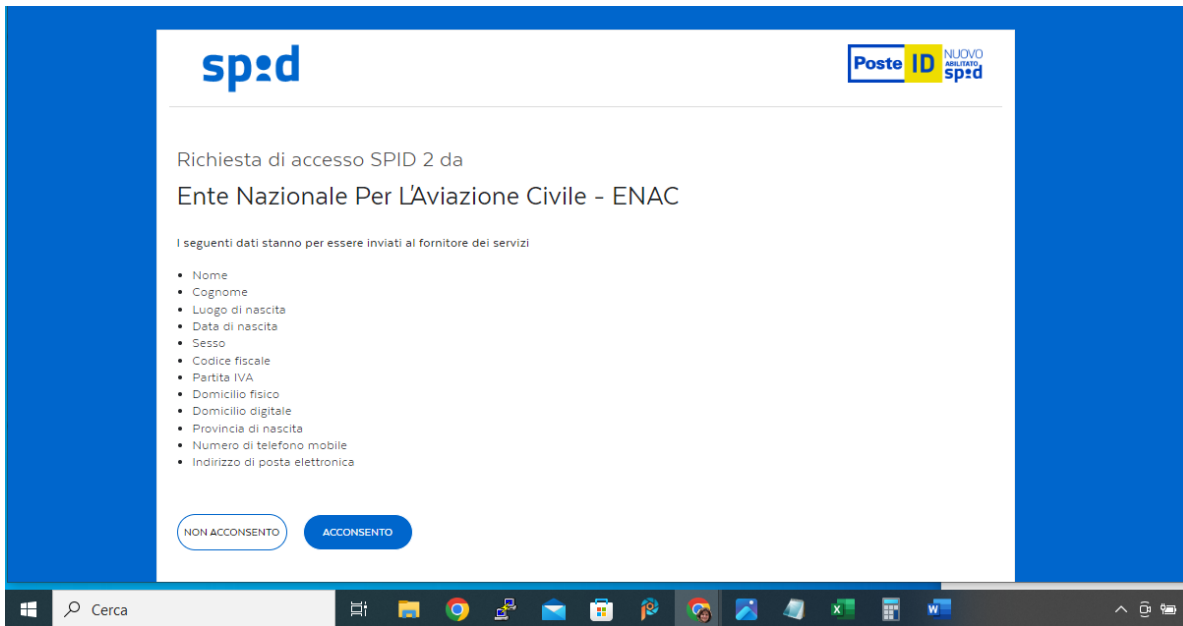 spid
Poste ID NUOVO
ABILITATO
spid
Richiesta di accesso SPID 2 da
Ente Nazionale Per L'Aviazione Civile - ENAC
I seguenti dati stanno per essere inviati al fornitore dei servizi
Nome
Cognome
Luogo di nascita
Data di nascita
Sesso
Codice fiscale
Partita IVA
Domicilio fisico
Domicilio digitale
Provincia di nascita
Numero di telefono mobile
Indirizzo di posta elettronica
NON ACCONSENTO ACCONSENTO
Cerca